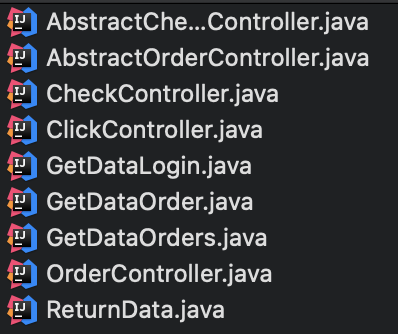 AbstractChe...Controller.java
AbstractOrderController.java
CheckController.java
ClickController.java
GetDataLogin.java
GetDataOrder.java
GetDataOrders.java
OrderController.java
ReturnData.java